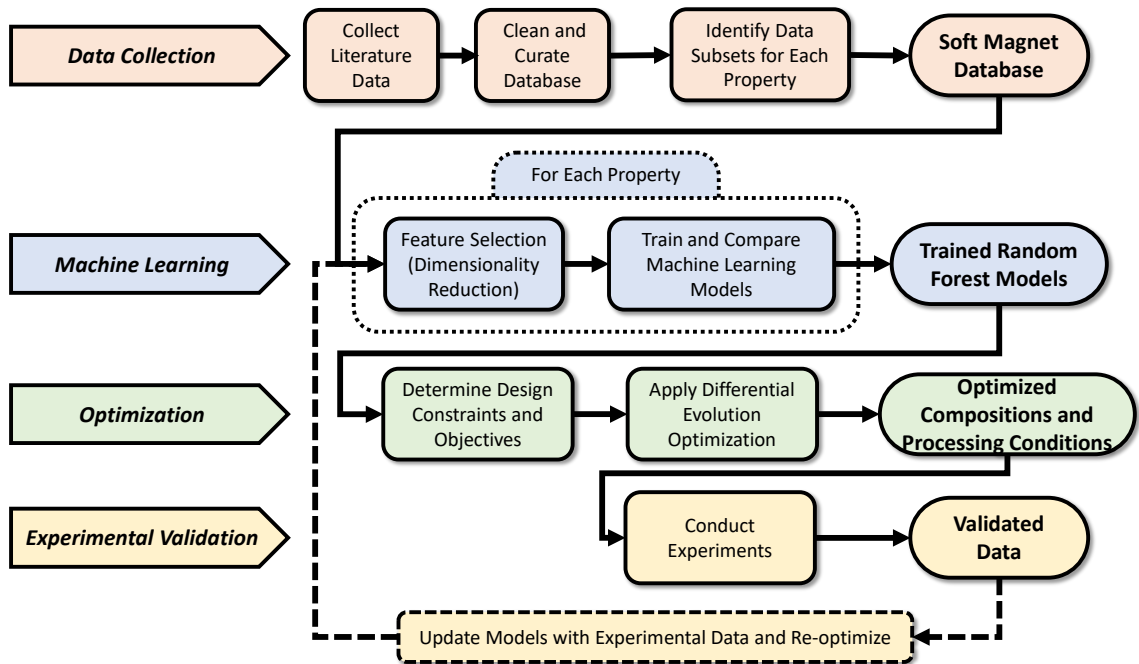 Data Collection
Collect
Literature
Data
Clean and
Curate
Database
Identify Data
Subsets for Each
Property
Soft Magnet
Database
For Each Property
Machine Learning
Feature Selection
(Dimensionality
Reduction)
Train and Compare
Machine Learning
Models
Trained Random
Forest Models
Optimization
Determine Design
Constraints and
Objectives
Apply Differential
Evolution
Optimization
Optimized
Compositions and
Processing Conditions
Experimental Validation
Conduct
Experiments
Validated
Data
Update Models with Experimental Data and Re-optimize